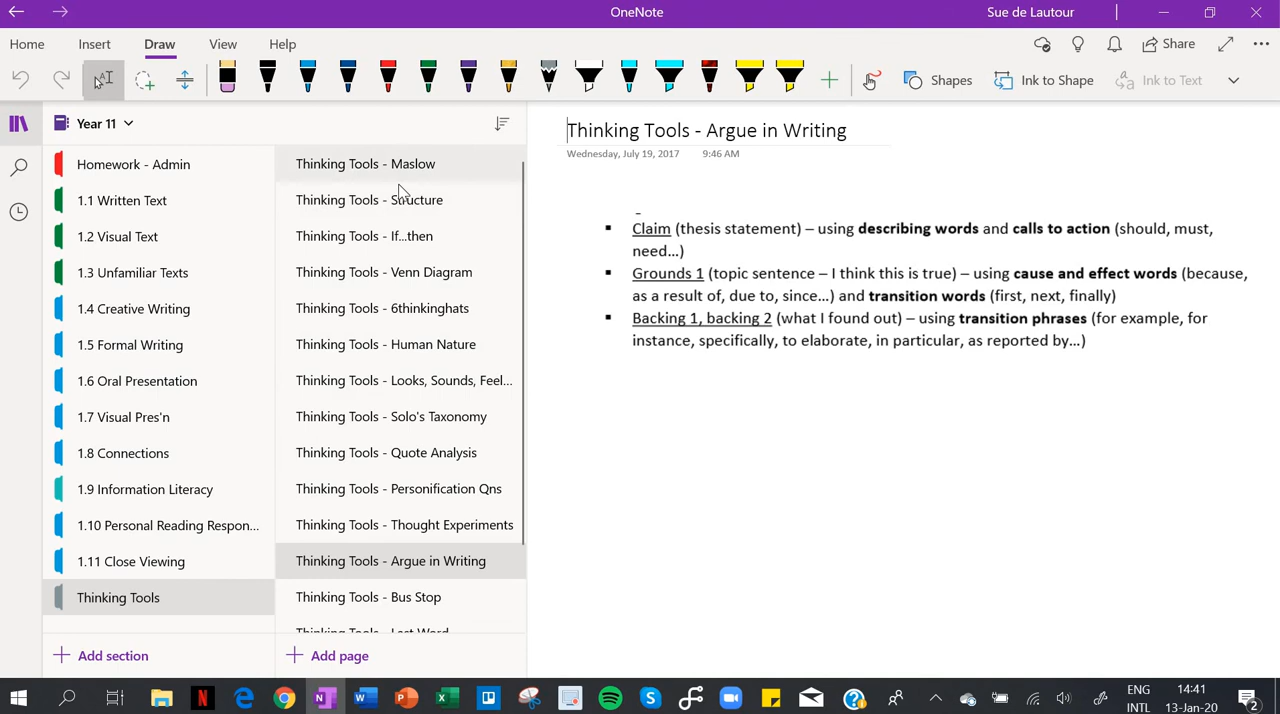 OneNote
Sue de Lautour
Home
Insert
Draw
View
Help
Share
Shapes
Ink to Shape
Ink to Text
Year 11
Homework - Admin
1.1 Written Text
1.2 Visual Text
1.3 Unfamiliar Texts
1.4 Creative Writing
1.5 Formal Writing
1.6 Oral Presentation
1.7 Visual Pres'n
1.8 Connections
1.9 Information Literacy
1.10 Personal Reading Respon...
1.11 Close Viewing
Thinking Tools
Add section
Thinking Tools - Maslow
Thinking Tools - Structure
Thinking Tools - If...then
Thinking Tools - Venn Diagram
Thinking Tools - 6thinkinghats
Thinking Tools - Human Nature
Thinking Tools - Looks, Sounds, Feel...
Thinking Tools - Solo's Taxonomy
Thinking Tools - Quote Analysis
Thinking Tools - Personification Qns
Thinking Tools - Thought Experiments
Thinking Tools - Argue in Writing
Thinking Tools - Bus Stop
Thinking Tools - Last Word
Add page
Thinking Tools - Argue in Writing
Wednesday, July 19, 2017 9:46 AM
▪ Claim (thesis statement) – using describing words and calls to action (should, must,
need...)
▪ Grounds 1 (topic sentence – I think this is true) – using cause and effect words (because,
as a result of, due to, since...) and transition words (first, next, finally)
▪ Backing 1, backing 2 (what I found out) – using transition phrases (for example, for
instance, specifically, to elaborate, in particular, as reported by...)
ENG
INTL
14:41
13-Jan-20
2